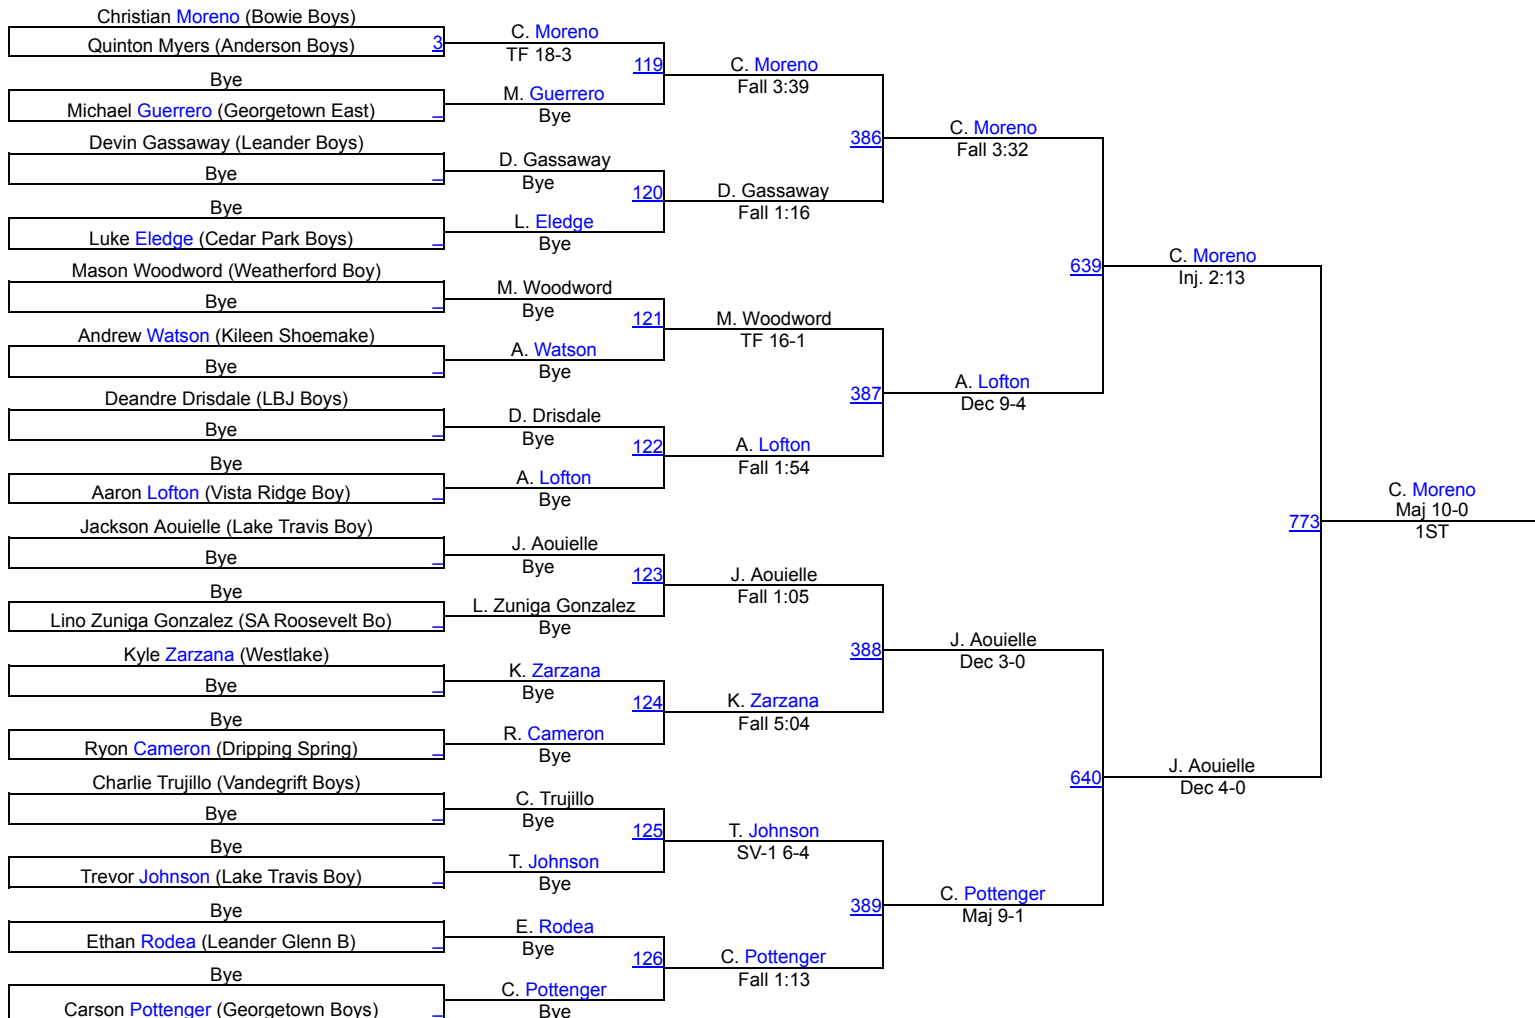 Christian Moreno (Bowie Boys)
Quinton Myers (Anderson Boys) 3
Bye
Michael Guerrero (Georgetown East)
Devin Gassaway (Leander Boys)
Bye
Bye
Luke Eledge (Cedar Park Boys)
Mason Woodword (Weatherford Boy)
Bye
Andrew Watson (Kileen Shoemake)
Bye
Deandre Drisdale (LBJ Boys)
Bye
Bye
Aaron Lofton (Vista Ridge Boy)
Jackson Aouielle (Lake Travis Boy)
Bye
Bye
Lino Zuniga Gonzalez (SA Roosevelt Bo)
Kyle Zarzana (Westlake)
Bye
Bye
Ryon Cameron (Dripping Spring)
Charlie Trujillo (Vandegrift Boys)
Bye
Bye
Trevor Johnson (Lake Travis Boy)
Bye
Ethan Rodea (Leander Glenn B)
Bye
Carson Pottenger (Georgetown Boys)
C. Moreno
TF 18-3
119
M. Guerrero
Bye
D. Gassaway
Bye
120
L. Eledge
Bye
M. Woodword
Bye
121
A. Watson
Bye
D. Drisdale
Bye
122
A. Lofton
Bye
J. Aouielle
Bye
123
L. Zuniga Gonzalez
Bye
K. Zarzana
Bye
124
R. Cameron
Bye
C. Trujillo
Bye
125
T. Johnson
Bye
E. Rodea
Bye
126
C. Pottenger
Bye
C. Moreno
Fall 3:39
386
D. Gassaway
Fall 1:16
M. Woodword
TF 16-1
387
A. Lofton
Fall 1:54
J. Aouielle
Fall 1:05
388
K. Zarzana
Fall 5:04
T. Johnson
SV-1 6-4
389
C. Pottenger
Fall 1:13
C. Moreno
Fall 3:32
639
A. Lofton
Dec 9-4
J. Aouielle
Dec 3-0
640
C. Pottenger
Maj 9-1
C. Moreno
Inj. 2:13
773
J. Aouielle
Dec 4-0
C. Moreno
Maj 10-0
1ST